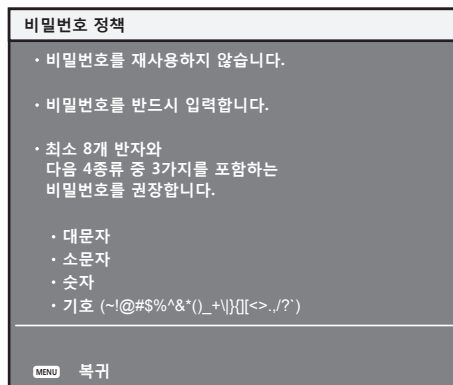 비밀번호 정책
• 비밀번호를 재사용하지 않습니다.
• 비밀번호를 반드시 입력합니다.
• 최소 8개 반자와
다음 4종류 중 3가지를 포함하는
비밀번호를 권장합니다.
• 대문자
• 소문자
• 숫자
• 기호 (~!@#$%^&*()_+\|}{][<>.,/?`)
MENU 복귀